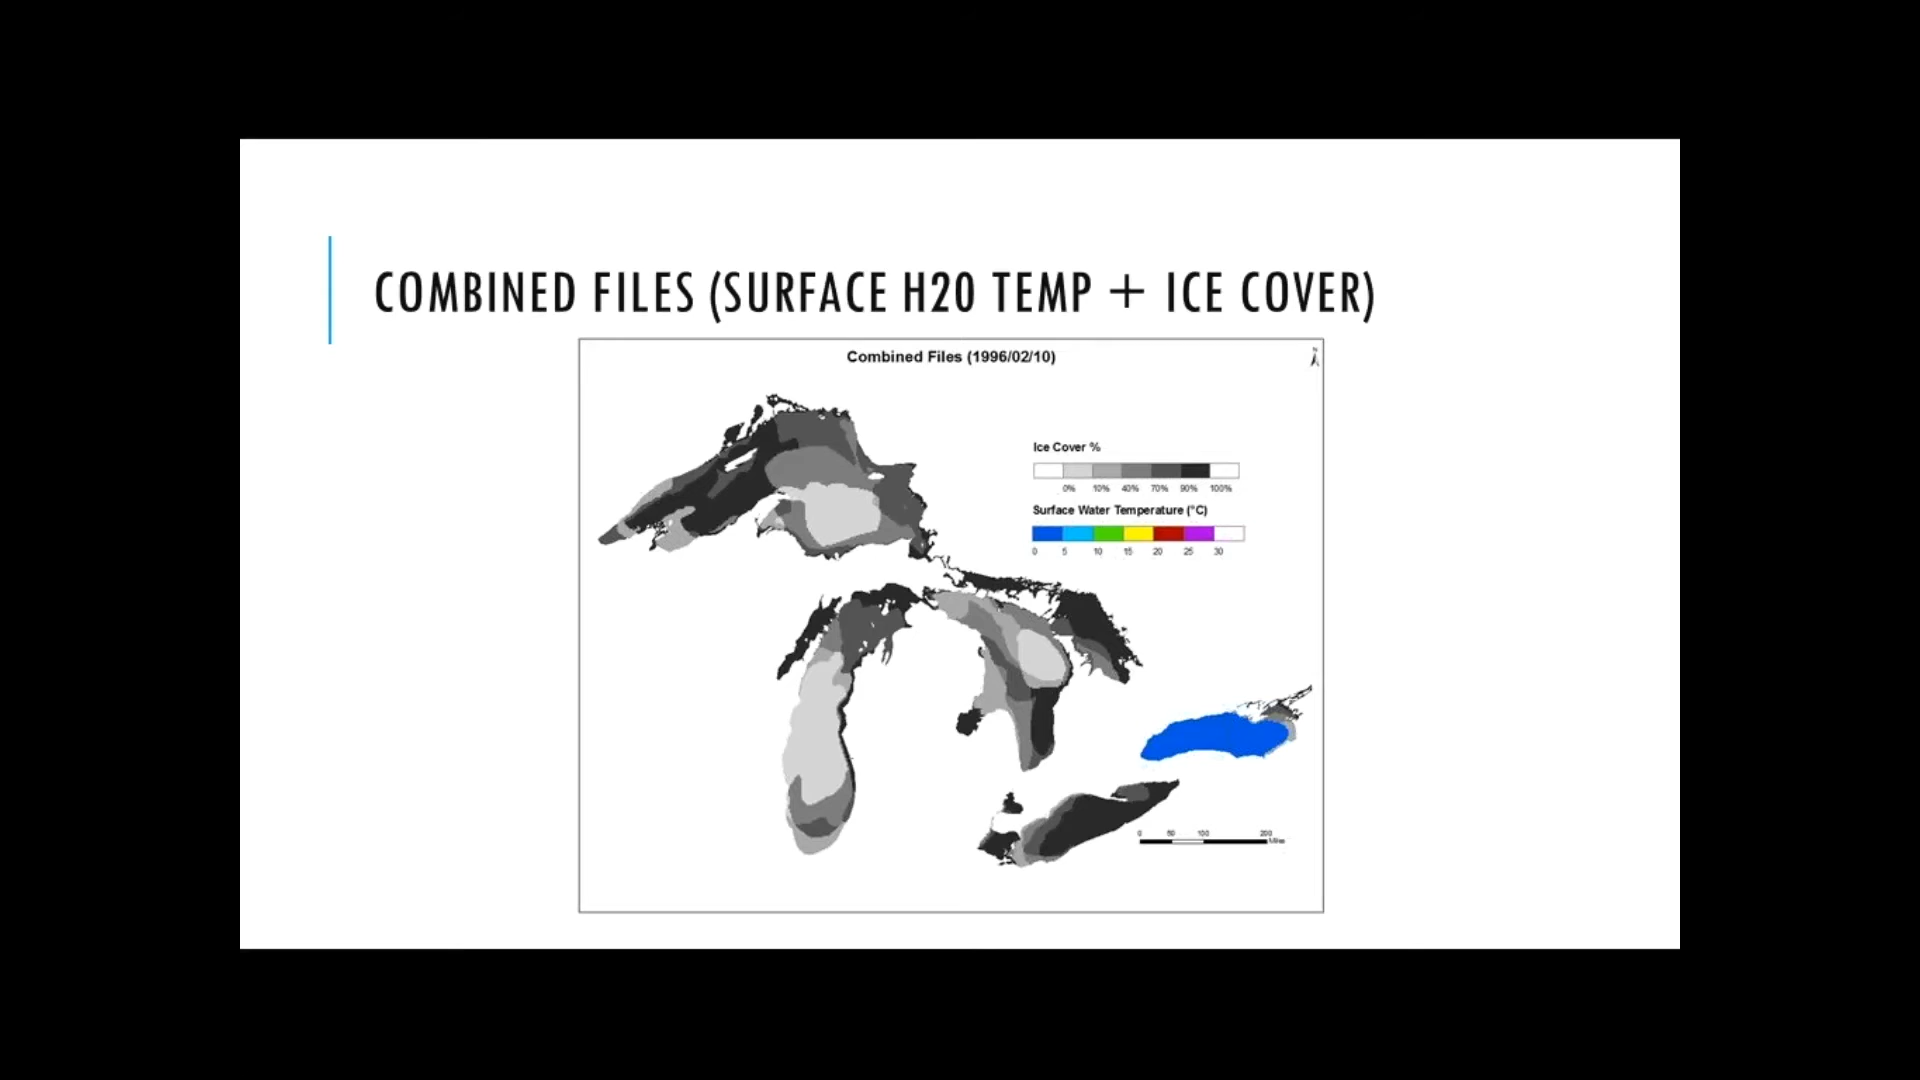 COMBINED FILES (SURFACE H20 TEMP + ICE COVER)
Combined Files (1996/02/10)
N
Ice Cover %
0% 10% 40% 70% 90% 100%
Surface Water Temperature (°C)
0 5 10 15 20 25 30
0 50 100 200